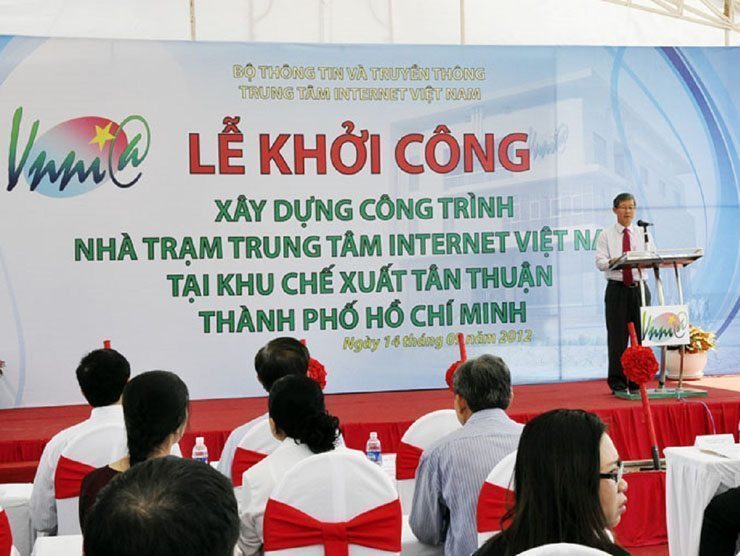 BỘ THÔNG TIN VÀ TRUYỀN THÔNG
TRUNG TÂM INTERNET VIỆT NAM
Vnni@
LỄ KHỞI CÔNG
XÂY DỰNG CÔNG TRÌNH
NHÀ TRẠM TRUNG TÂM INTERNET VIỆT
TẠI KHU CHẾ XUẤT TÂN THUẬN
THÀNH PHỐ HỒ CHÍ MINH
Ngày 14 tháng năm 2012
Vnni@